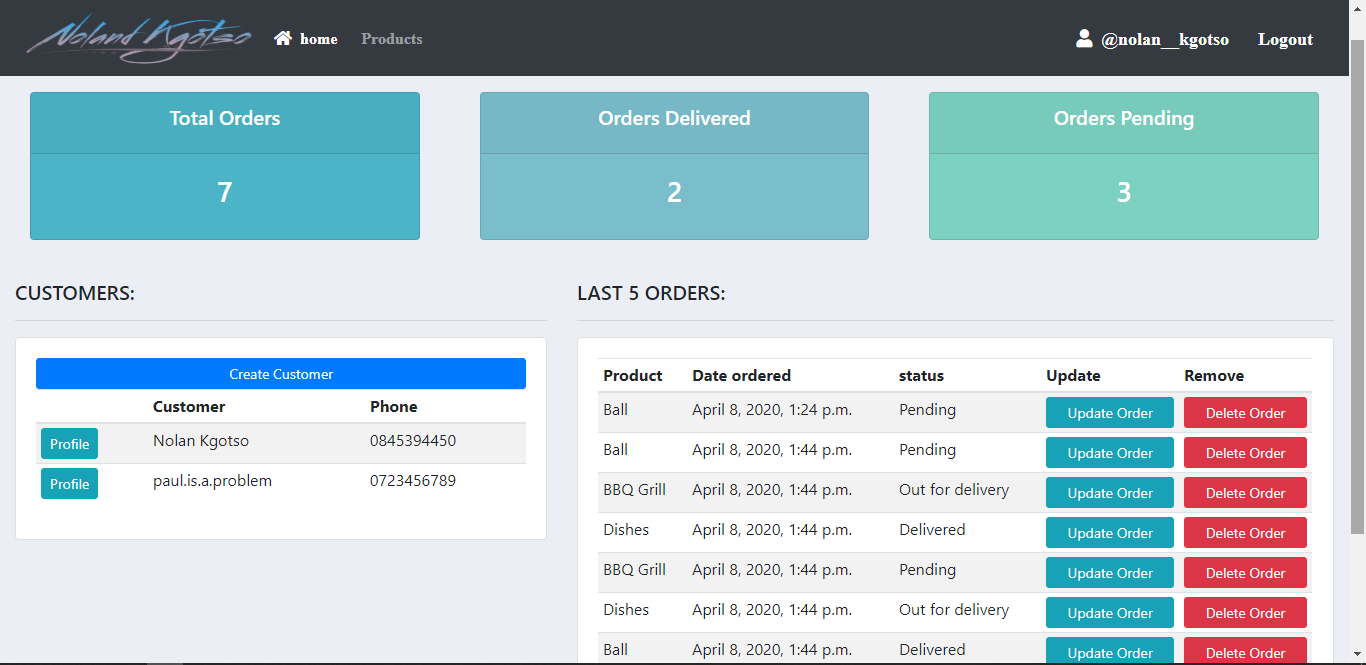 Noland Kgotso home Products @nolan__kgotso Logout
Total Orders Orders Delivered Orders Pending
7 2 3
CUSTOMERS:
Create Customer
Customer Phone
Profile Nolan Kgotso 0845394450
Profile paul.is.a.problem 0723456789
LAST 5 ORDERS:
Product Date ordered status Update Remove
Ball April 8, 2020, 1:24 p.m. Pending Update Order Delete Order
Ball April 8, 2020, 1:44 p.m. Pending Update Order Delete Order
BBQ Grill April 8, 2020, 1:44 p.m. Out for delivery Update Order Delete Order
Dishes April 8, 2020, 1:44 p.m. Delivered Update Order Delete Order
BBQ Grill April 8, 2020, 1:44 p.m. Pending Update Order Delete Order
Dishes April 8, 2020, 1:44 p.m. Out for delivery Update Order Delete Order
Ball April 8, 2020, 1:44 p.m. Delivered Update Order Delete Order